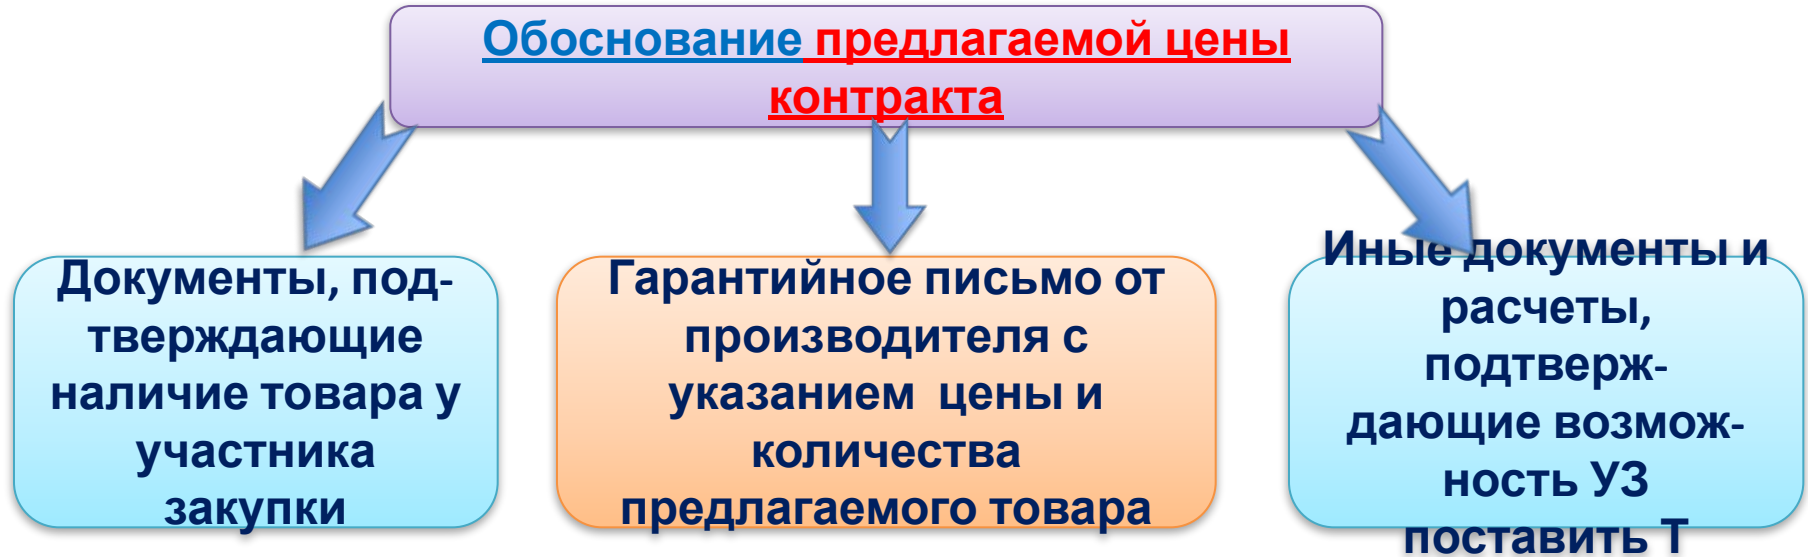 Обоснование предлагаемой цены
контракта
Документы, под-
тверждающие
наличие товара у
участника
закупки
Гарантийное письмо от
производителя с
указанием цены и
количества
предлагаемого товара
Иные документы и
расчеты,
подтверж-
дающие возмож-
ность УЗ
поставить Т